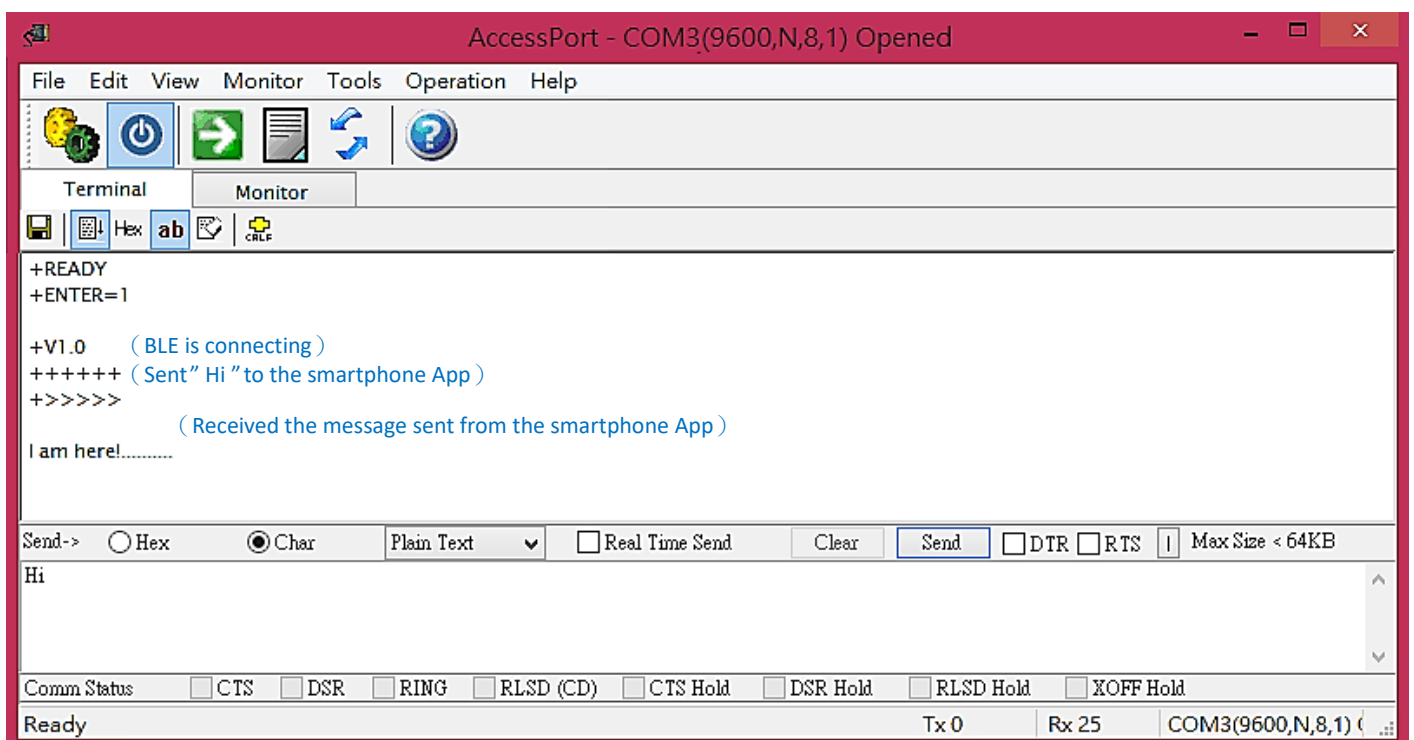 AccessPort - COM3(9600,N,8,1) Opened
File Edit View Monitor Tools Operation Help
Terminal Monitor
Hex ab CRLF
+READY
+ENTER=1
+V1.0 （BLE is connecting）
++++++（Sent″ Hi ″to the smartphone App）
+>>>>>
（Received the message sent from the smartphone App）
I am here!..........
Send-> Hex Char Plain Text Real Time Send Clear Send DTR RTS Max Size < 64KB
Hi
Comm Status CTS DSR RING RLSD (CD) CTS Hold DSR Hold RLSD Hold XOFF Hold
Ready Tx 0 Rx 25 COM3(9600,N,8,1)